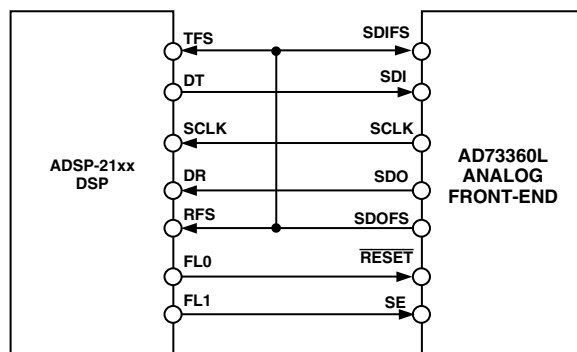 TFS SDIFS
DT SDI
SCLK SCLK
ADSP-21xx
DSP
AD73360L
ANALOG
FRONT-END
DR SDO
RFS SDOFS
FL0 RESET
FL1 SE